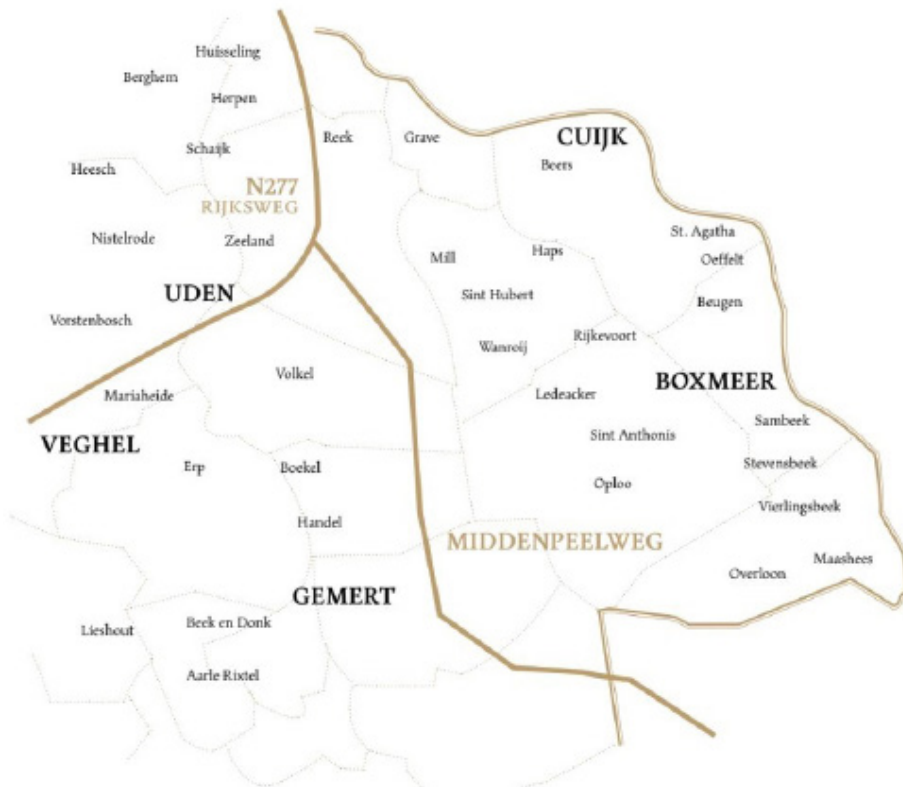 Huisseling
Berghem
Herpen
Reek
Grave
CUIJK
Schaijk
Beers
Heesch
N277
RIJKSWEG
St. Agatha
Nistelrode
Zeeland
Haps
Mill
Oeffelt
UDEN
Sint Hubert
Beugen
Vorstenbosch
Rijkevoort
Wanroij
Volkel
BOXMEER
Mariaheide
Ledeacker
Sambeek
VEGHEL
Sint Anthonis
Erp
Boekel
Stevensbeek
Oploo
Vierlingsbeek
Handel
MIDDENPEELWEG
Maashees
Overloon
GEMERT
Lieshout
Beek en Donk
Aarle Rixtel